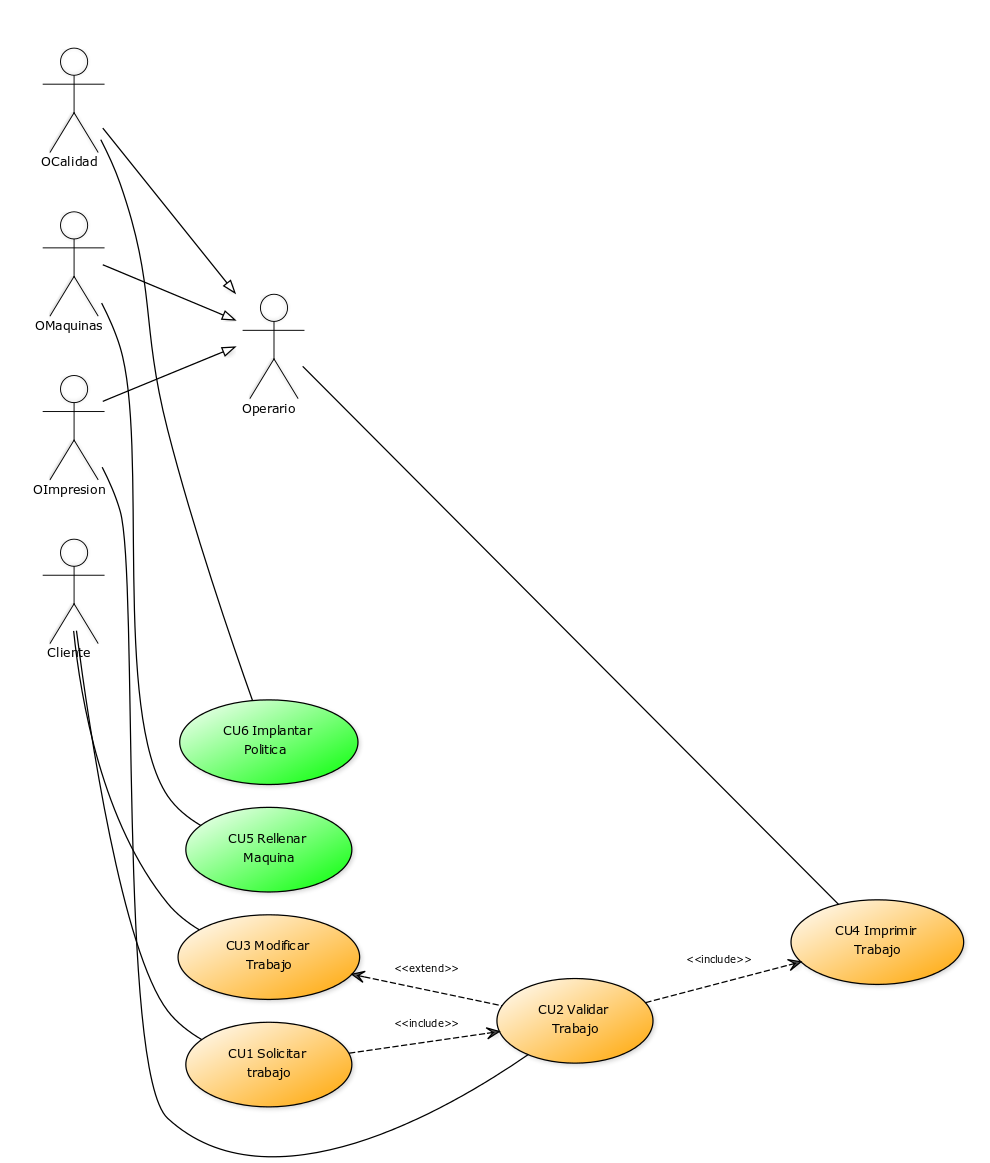 OCalidad
OMaquinas
Operario
OImpresion
Cliente
CU6 Implantar
Politica
CU5 Rellenar
Maquina
CU3 Modificar
Trabajo
CU4 Imprimir
Trabajo
<<include>>
<<extend>>
CU2 Validar
Trabajo
<<include>>
CU1 Solicitar
trabajo